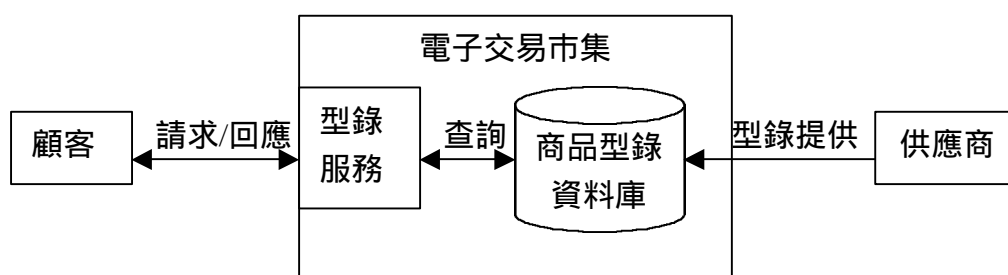 電子交易市集
顧客
請求/回應
型錄
服務
查詢
商品型錄
資料庫
型錄提供
供應商